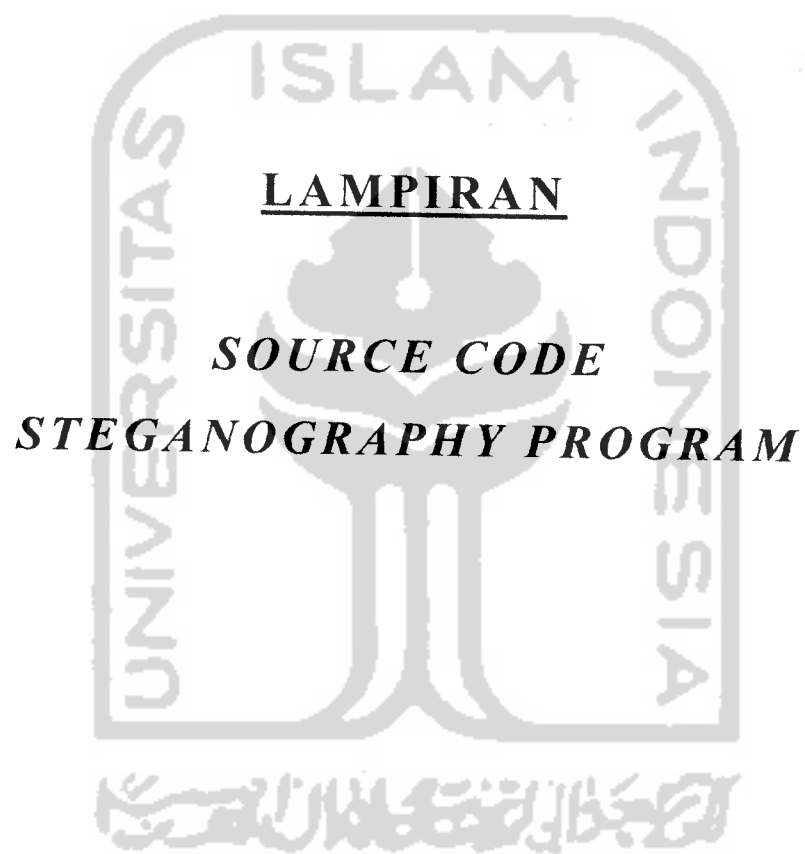 ISLAM
UNIVERSITAS
INDONESIA
LAMPIRAN
SOURCE CODE
STEGANOGRAPHY PROGRAM